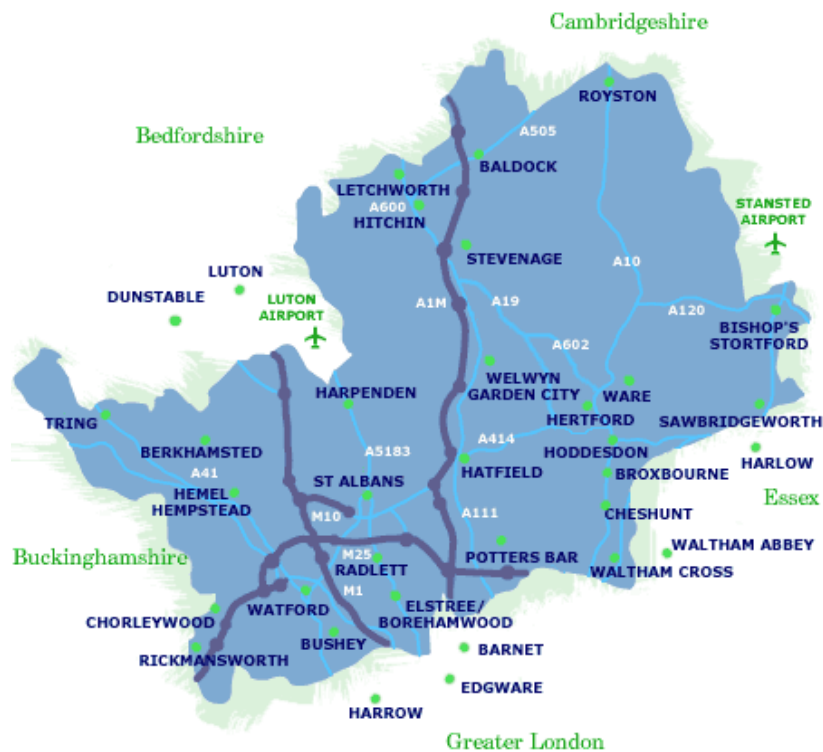 Cambridgeshire
ROYSTON
A505
Bedfordshire
BALDOCK
LETCHWORTH
A600
HITCHIN
STANSTED
AIRPORT
STEVENAGE
A10
LUTON
DUNSTABLE
LUTON
AIRPORT
A1M
A19
A120
BISHOP'S
STORTFORD
A602
WELWYN
GARDEN CITY
WARE
HARPENDEN
HERTFORD
SAWBRIDGEWORTH
TRING
BERKHAMSTED
A5183
A414
HODDESDON
HARLOW
A41
ST ALBANS
HATFIELD
BROXBOURNE
HEMEL
HEMPSTEAD
Essex
M10
A111
CHESHUNT
Buckinghamshire
M25
RADLETT
POTTERS BAR
WALTHAM ABBEY
WALTHAM CROSS
M1
WATFORD
ELSTREE/
BOREHAMWOOD
CHORLEYWOOD
BUSHEY
BARNET
RICKMANSWORTH
EDGWARE
HARROW
Greater London